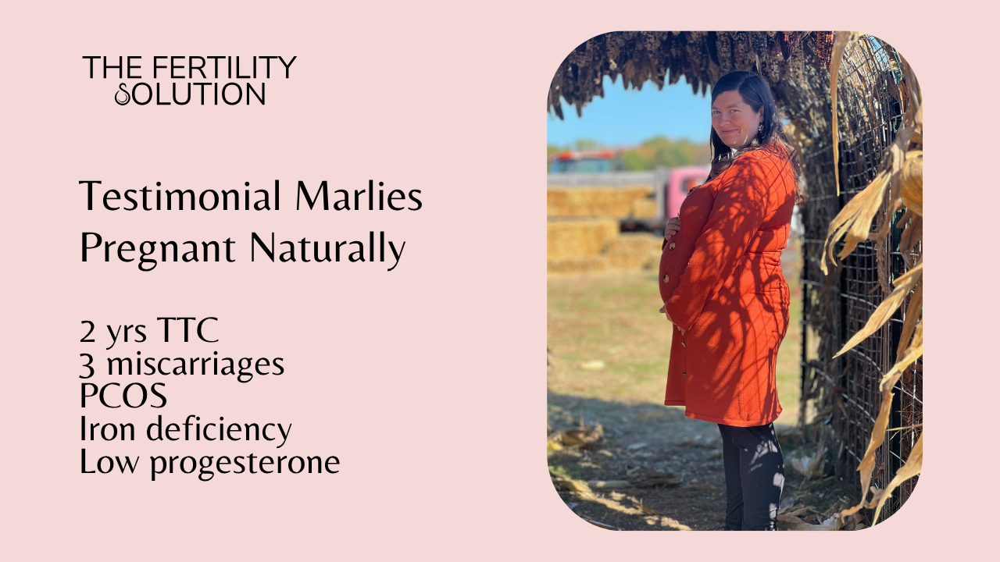 THE FERTILITY
SOLUTION
Testimonial Marlies
Pregnant Naturally
2 yrs TTC
3 miscarriages
PCOS
Iron deficiency
Low progesterone